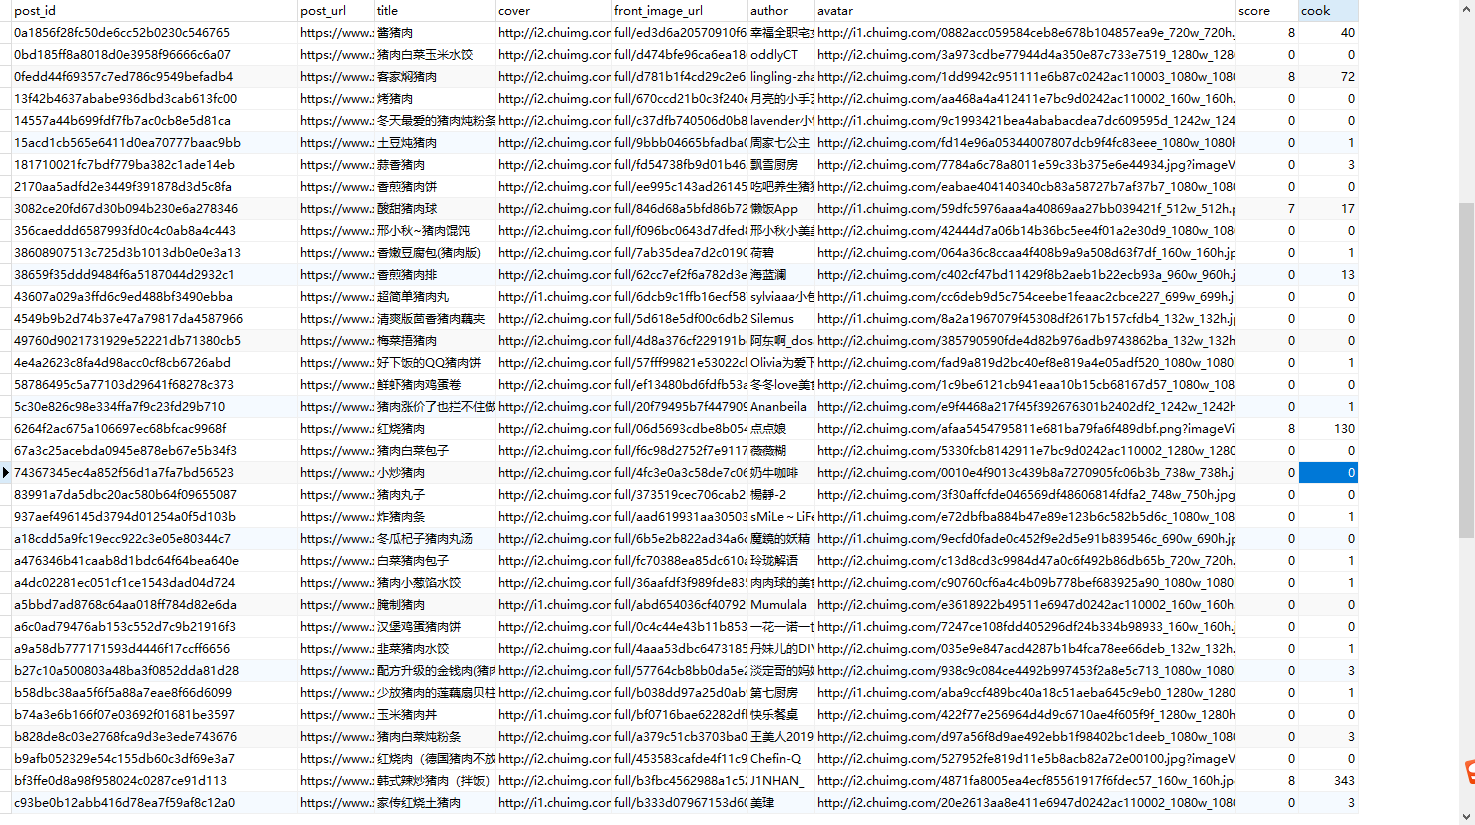 post_id post_url title cover front_image_url author avatar score cook
0a1856f28fc50de6cc52b0230c546765 https://www. 酱猪肉 http://i2.chuimg.cor full/ed3d6a20570910f6 幸福全职宅 http://i1.chuimg.com/0882acc059584ceb8e678b104857ea9e_720w_720h. 8 40
0bd185ff8a8018d0e3958f96666c6a07 https://www. 猪肉白菜玉米水饺 http://i2.chuimg.cor full/d474bfe96ca6ea18 oddlyCT http://i2.chuimg.com/3a973cdbe77944d4a350e87c733e7519_1280w_128 0 0
0fedd44f69357c7ed786c9549befadb4 https://www. 客家焖猪肉 http://i2.chuimg.cor full/d781b1f4cd29c2e6 lingling-zha http://i2.chuimg.com/1dd9942c951111e6b87c0242ac110003_1080w_108 8 72
13f42b4637ababe936dbd3cab613fc00 https://www. 烤猪肉 http://i2.chuimg.cor full/670ccd21b0c3f240 月亮的小手 http://i2.chuimg.com/aa468a4a412411e7bc9d0242ac110002_160w_160h. 0 0
14557a44b699fdf7fb7ac0cb8e5d81ca https://www. 冬天最爱的猪肉炖粉条 http://i2.chuimg.cor full/c37dfb740506d0b8 lavender小 http://i1.chuimg.com/9c1993421bea4ababacdea7dc609595d_1242w_124 0 0
15acd1cb565e6411d0ea70777baac9bb https://www. 土豆炖猪肉 http://i2.chuimg.cor full/9bbb04665bfadba 周家七公主 http://i2.chuimg.com/fd14e96a05344007807dcb9f4fc83eee_1080w_1080 0 1
181710021fc7bdf779ba382c1ade14eb https://www. 蒜香猪肉 http://i2.chuimg.cor full/fd54738fb9d01b46 飘雪厨房 http://i2.chuimg.com/7784a6c78a8011e59c33b375e6e44934.jpg?imageV 0 3
2170aa5adfd2e3449f391878d3d5c8fa https://www. 香煎猪肉饼 http://i2.chuimg.cor full/ee995c143ad26145 吃吧养生猪 http://i2.chuimg.com/eabae404140340cb83a58727b7af37b7_1080w_108 0 0
3082ce20fd67d30b094b230e6a278346 https://www. 酸甜猪肉球 http://i2.chuimg.cor full/846d68a5bfd86b72 懒饭App http://i1.chuimg.com/59dfc5976aaa4a40869aa27bb039421f_512w_512h.p 7 17
356caeddd6587993fd0c4c0ab8a4c443 https://www. 邢小秋~猪肉馄饨 http://i2.chuimg.cor full/f096bc0643d7dfed 邢小秋小美 http://i2.chuimg.com/42444d7a06b14b36bc5ee4f01a2e30d9_1080w_108 0 0
38608907513c725d3b1013db0e0e3a13 https://www. 香嫩豆腐包(猪肉版) http://i2.chuimg.cor full/7ab35dea7d2c0190 荷碧 http://i2.chuimg.com/064a36c8ccaa4f408b9a9a508d63f7df_160w_160h.jp 0 1
38659f35ddd9484f6a5187044d2932c1 https://www. 香煎猪肉排 http://i2.chuimg.cor full/62cc7ef2f6a782d3e 海蓝澜 http://i2.chuimg.com/c402cf47bd11429f8b2aeb1b22ecb93a_960w_960h.j 0 13
43607a029a3ffd6c9ed488bf3490ebba https://www. 超简单猪肉丸 http://i1.chuimg.cor full/6dcb9c1ffb16ecf58 sylviaaa小 http://i1.chuimg.com/cc6deb9d5c754ceebe1feaac2cbce227_699w_699h.j 0 0
4549b9b2d74b37e47a79817da4587966 https://www. 清爽版茴香猪肉藕夹 http://i2.chuimg.cor full/5d618e5df00c6db2 Silemus http://i1.chuimg.com/8a2a1967079f45308df2617b157cfdb4_132w_132h.j 0 0
49760d9021731929e52221db71380cb5 https://www. 梅菜捂猪肉 http://i2.chuimg.cor full/4d8a376cf229191b 阿东啊_dos http://i1.chuimg.com/385790590fde4d82b976adb9743862ba_132w_132h 0 0
4e4a2623c8fa4d98acc0cf8cb6726abd https://www. 好下饭的QQ猪肉饼 http://i2.chuimg.cor full/57fff99821e53022c Olivia为爱下 http://i2.chuimg.com/fad9a819d2bc40ef8e819a4e05adf520_1080w_1080 0 1
58786495c5a77103d29641f68278c373 https://www. 鲜虾猪肉鸡蛋卷 http://i2.chuimg.cor full/ef13480bd6fdfb53a 冬冬love美 http://i2.chuimg.com/1c9be6121cb941eaa10b15cb68167d57_1080w_108 0 0
5c30e826c98e334ffa7f9c23fd29b710 https://www. 猪肉涨价了也拦不住做 http://i2.chuimg.cor full/20f79495b7f447909 Ananbeila http://i2.chuimg.com/e9f4468a217f45f392676301b2402df2_1242w_1242h 0 1
6264f2ac675a106697ec68bfcac9968f https://www. 红烧猪肉 http://i2.chuimg.cor full/06d5693cdbe8b054 点点娘 http://i2.chuimg.com/afaa5454795811e681ba79fa6f489dbf.png?imageVi 8 130
67a3c25acebda0945e878eb67e5b34f3 https://www. 猪肉白菜包子 http://i2.chuimg.cor full/f6c98d2752f7e9117 薇薇糊 http://i2.chuimg.com/5330fcb8142911e7bc9d0242ac110002_1280w_1280 0 0
74367345ec4a852f56d1a7fa7bd56523 https://www. 小炒猪肉 http://i2.chuimg.cor full/4fc3e0a3c58de7c06 奶牛咖啡 http://i2.chuimg.com/0010e4f9013c439b8a7270905fc06b3b_738w_738h.j 0 0
83991a7da5dbc20ac580b64f09655087 https://www. 猪肉丸子 http://i2.chuimg.cor full/373519cec706cab2 楊靜-2 http://i2.chuimg.com/3f30affcfde046569df48606814fdfa2_748w_750h.jpg 0 0
937aef496145d3794d01254a0f5d103b https://www. 炸猪肉条 http://i2.chuimg.cor full/aad619931aa30503 sMiLe～LiFe http://i1.chuimg.com/e72dbfba884b47e89e123b6c582b5d6c_1080w_108 0 1
a18cdd5a9fc19ecc922c3e05e80344c7 https://www. 冬瓜杞子猪肉丸汤 http://i2.chuimg.cor full/6b5e2b822ad34a6c 魔鏡的妖精 http://i1.chuimg.com/9ecfd0fade0c452f9e2d5e91b839546c_690w_690h.jp 0 0
a476346b41caab8d1bdc64f64bea640e https://www. 白菜猪肉包子 http://i2.chuimg.cor full/fc70388ea85dc610a 玲珑解语 http://i2.chuimg.com/c13d8cd3c9984d47a0c6f492b86db65b_720w_720h. 0 1
a4dc02281ec051cf1ce1543dad04d724 https://www. 猪肉小葱馅水饺 http://i2.chuimg.cor full/36aafdf3f989fde83 肉肉球的美 http://i2.chuimg.com/c90760cf6a4c4b09b778bef683925a90_1080w_1080 0 1
a5bbd7ad8768c64aa018ff784d82e6da https://www. 腌制猪肉 http://i1.chuimg.cor full/abd654036cf40792 Mumulala http://i2.chuimg.com/e3618922b49511e6947d0242ac110002_160w_160h 0 0
a6c0ad79476ab153c552d7c9b21916f3 https://www. 汉堡鸡蛋猪肉饼 http://i2.chuimg.cor full/0c4c44e43b11b853 一花一诺一 http://i2.chuimg.com/7247ce108fdd405296df24b334b98933_160w_160h.j 0 0
a9a58db777171593d4446f17ccff6656 https://www. 韭菜猪肉水饺 http://i2.chuimg.cor full/4aaa53dbc6473185 丹妹儿的DI http://i2.chuimg.com/035e9e847acd4287b1b4fca78ee66deb_132w_132h. 0 1
b27c10a500803a48ba3f0852dda81d28 https://www. 配方升级的金钱肉(猪 http://i2.chuimg.cor full/57764cb8bb0da5e2 淡定哥的妈 http://i2.chuimg.com/938c9c084ce4492b997453f2a8e5c713_1080w_1080 0 3
b58dbc38aa5f6f5a88a7eae8f66d6099 https://www. 少放猪肉的莲藕扇贝柱 http://i2.chuimg.cor full/b038dd97a25d0ab 第七厨房 http://i1.chuimg.com/aba9ccf489bc40a18c51aeba645c9eb0_1280w_1280 0 1
b74a3e6b166f07e03692f01681be3597 https://www. 玉米猪肉丼 http://i1.chuimg.cor full/bf0716bae62282df 快乐餐桌 http://i2.chuimg.com/422f77e256964d4d9c6710ae4f605f9f_1280w_1280h 0 0
b828de8c03e2768fca9d3e3ede743676 https://www. 猪肉白菜炖粉条 http://i2.chuimg.cor full/a379c51cb3703ba0 王美人2019 http://i2.chuimg.com/d97a56f8d9ae492ebb1f98402bc1deeb_1080w_108 0 3
b9afb052329e54c155db60c3df69e3a7 https://www. 红烧肉（德国猪肉不放 http://i2.chuimg.cor full/453583cafde4f11c9 Chefin-Q http://i2.chuimg.com/527952fe819d11e5b8acb82a72e00100.jpg?imageV 0 0
bf3ffe0d8a98f958024c0287ce91d113 https://www. 韩式辣炒猪肉（拌饭） http://i2.chuimg.cor full/b3fbc4562988a1c52 J1NHAN_ http://i2.chuimg.com/4871fa8005ea4ecf85561917f6fdec57_160w_160h.jp 8 343
c93be0b12abb416d78ea7f59af8c12a0 https://www. 家传红烧土猪肉 http://i1.chuimg.cor full/b333d07967153d60 美珒 http://i2.chuimg.com/20e2613aa8e411e6947d0242ac110002_1080w_108 0 3